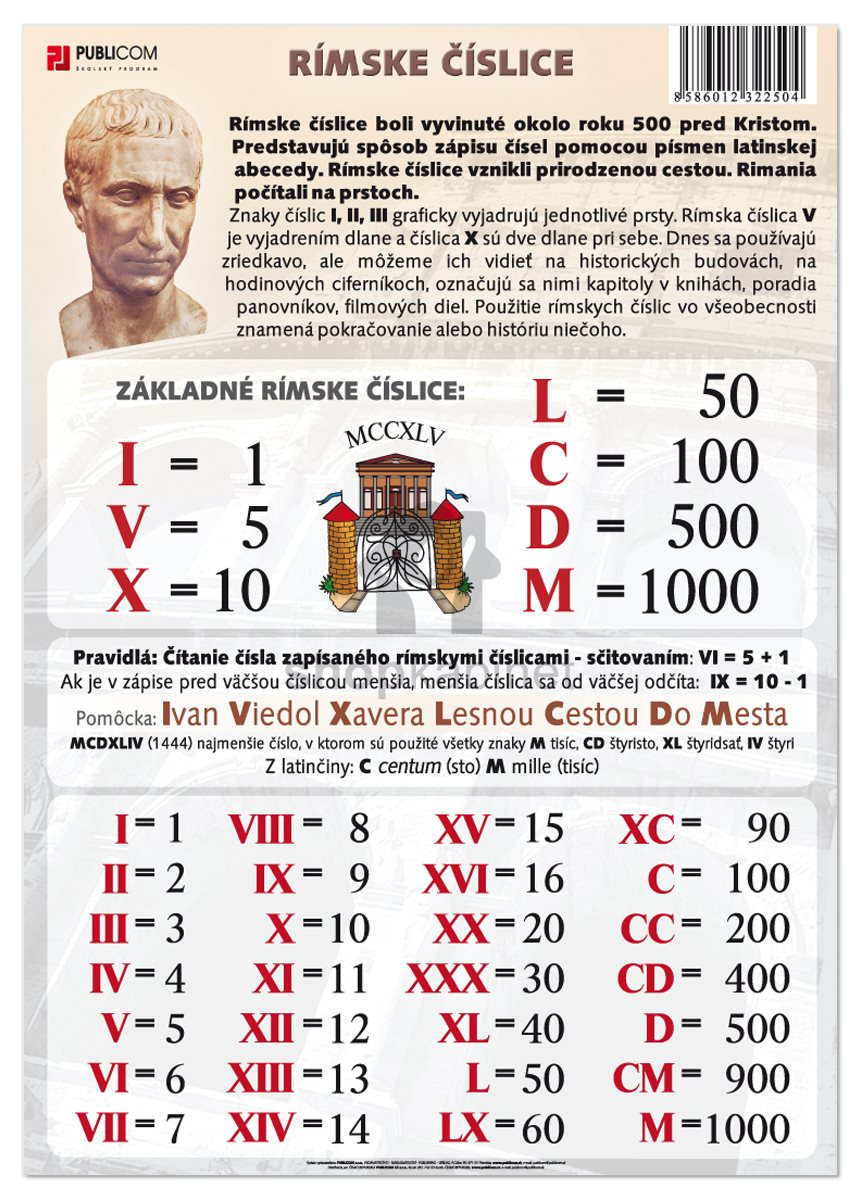 PUBLICOM
ŠKOLSKÝ PROGRAM
RÍMSKE ČÍSLICE
8586012 322504
Rímske číslice boli vyvinuté okolo roku 500 pred Kristom.
Predstavujú spôsob zápisu čísel pomocou písmen latinskej
abecedy. Rímske číslice vznikli prirodzenou cestou. Rimania
počítali na prstoch.
Znaky číslic I, II, III graficky vyjadrujú jednotlivé prsty. Rímska číslica V
je vyjadrením dlane a číslica X sú dve dlane pri sebe. Dnes sa používajú
zriedkavo, ale môžeme ich vidieť na historických budovách, na
hodinových ciferníkoch, označujú sa nimi kapitoly v knihách, poradia
panovníkov, filmových diel. Použitie rímskych číslic vo všeobecnosti
znamená pokračovanie alebo históriu niečoho.
ZÁKLADNÉ RÍMSKE ČÍSLICE:
I = 1
V = 5
X = 10
MCCXLV
L = 50
C = 100
D = 500
M = 1000
shopkabinet
Pravidlá: Čítanie čísla zapísaného rímskymi číslicami - sčitovaním: VI = 5 + 1
Ak je v zápise pred väčšou číslicou menšia, menšia číslica sa od väčšej odčíta: IX = 10 - 1
Pomôcka: Ivan Viedol Xavera Lesnou Cestou Do Mesta
MCDXLIV (1444) najmenšie číslo, v ktorom sú použité všetky znaky M tisíc, CD štyristo, XL štyridsať, IV štyri
Z latinčiny: C centum (sto) M mille (tisíc)
I = 1 VIII = 8 XV = 15 XC = 90
II = 2 IX = 9 XVI = 16 C = 100
III = 3 X = 10 XX = 20 CC = 200
IV = 4 XI = 11 XXX = 30 CD = 400
V = 5 XII = 12 XL = 40 D = 500
VI = 6 XIII = 13 L = 50 CM = 900
VII = 7 XIV = 14 LX = 60 M = 1000